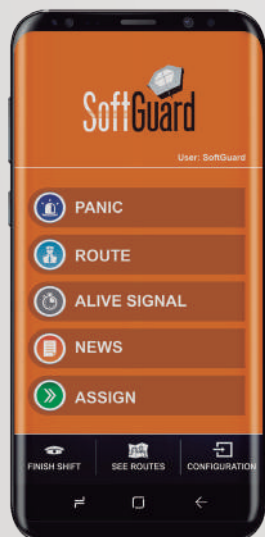 SoftGuard
User: SoftGuard
PANIC
ROUTE
ALIVE SIGNAL
NEWS
ASSIGN
FINISH SHIFT
SEE ROUTES
CONFIGURATION